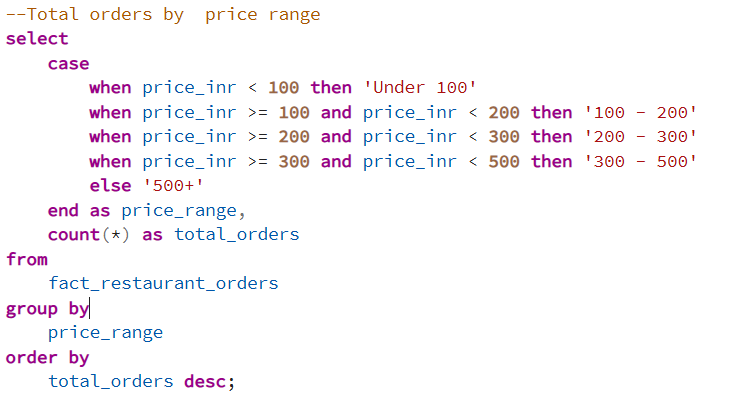 --Total orders by  price range
select
    case
        when price_inr < 100 then 'Under 100'
        when price_inr >= 100 and price_inr < 200 then '100 - 200'
        when price_inr >= 200 and price_inr < 300 then '200 - 300'
        when price_inr >= 300 and price_inr < 500 then '300 - 500'
        else '500+'
    end as price_range,
    count(*) as total_orders
from
    fact_restaurant_orders
group by
    price_range
order by
    total_orders desc;